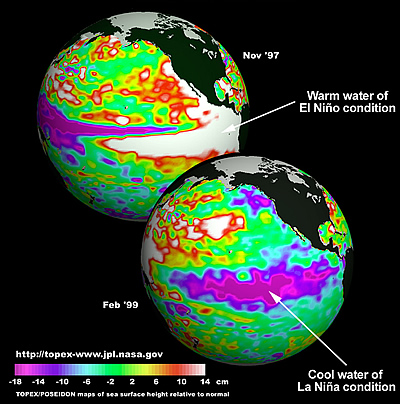 Nov '97
Warm water of
El Niño condition
Feb '99
http://topex-www.jpl.nasa.gov
-18 -14 -10 -6 -2 2 6 10 14 cm
TOPEX/POSEIDON maps of sea surface height relative to normal
Cool water of
La Niña condition